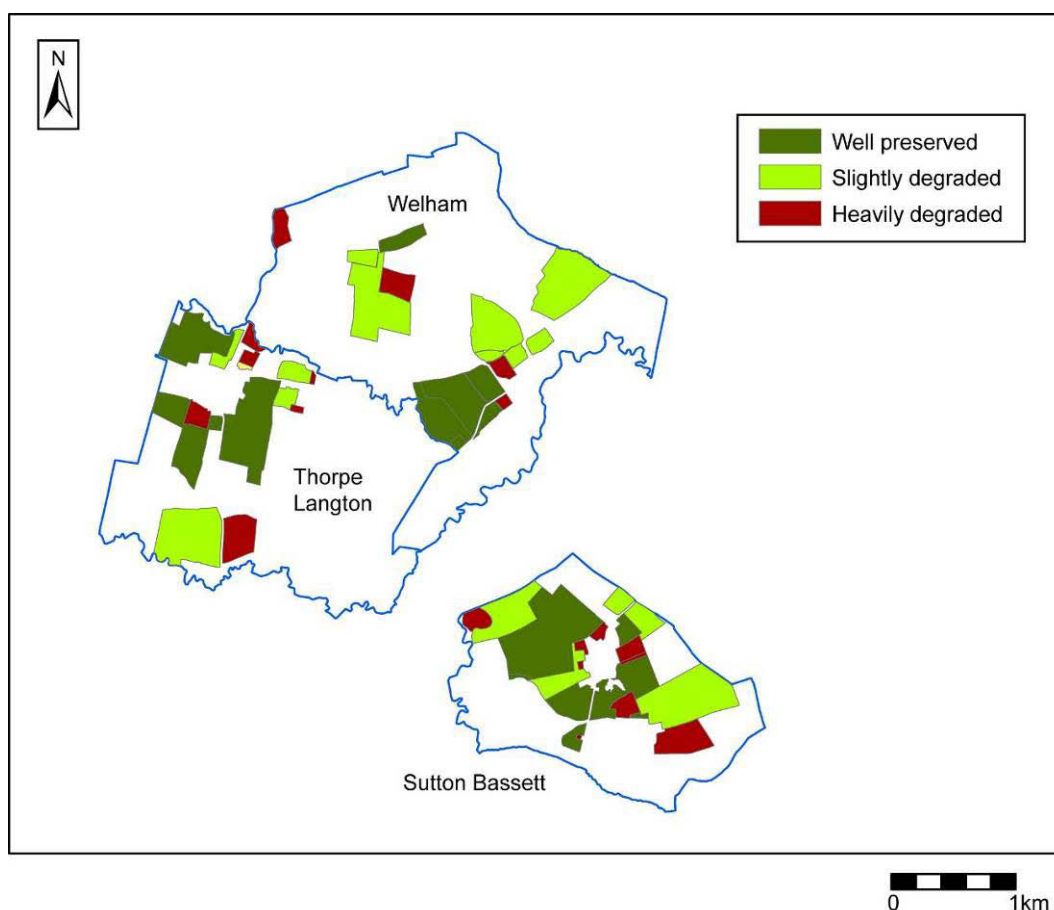 N
Well preserved
Slightly degraded
Heavily degraded
Welham
Thorpe
Langton
Sutton Bassett
0 1km